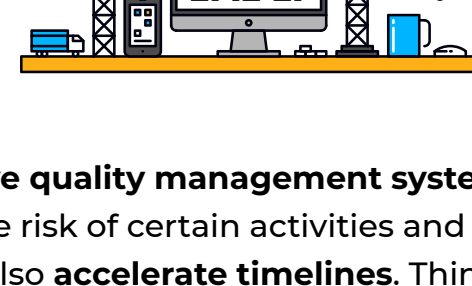 e quality management syste
e risk of certain activities and
lso accelerate timelines. Thin